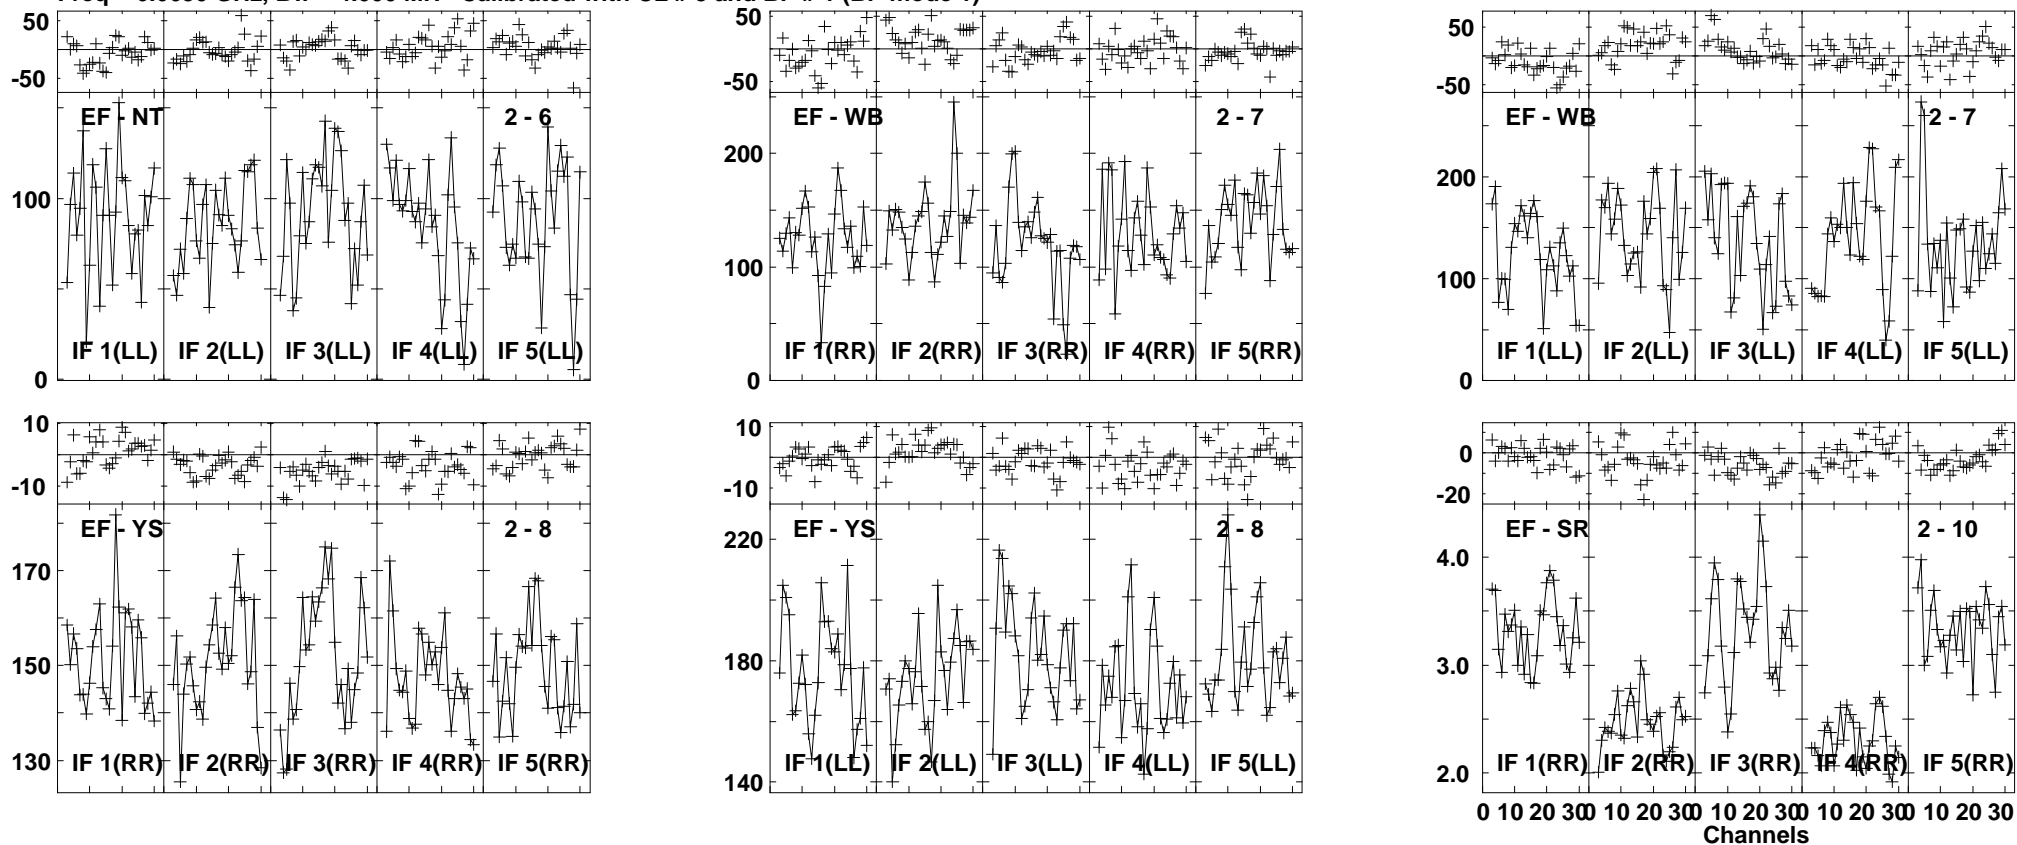 50
-50
EF - NT
2 - 6
100
0
IF 1(LL) IF 2(LL) IF 3(LL) IF 4(LL) IF 5(LL)
50
-50
EF - WB
2 - 7
200
100
0
IF 1(RR) IF 2(RR) IF 3(RR) IF 4(RR) IF 5(RR)
50
-50
EF - WB
2 - 7
200
100
0
IF 1(LL) IF 2(LL) IF 3(LL) IF 4(LL) IF 5(LL)
10
-10
EF - YS
2 - 8
170
150
130
IF 1(RR) IF 2(RR) IF 3(RR) IF 4(RR) IF 5(RR)
10
-10
EF - YS
2 - 8
220
180
140
IF 1(LL) IF 2(LL) IF 3(LL) IF 4(LL) IF 5(LL)
0
-20
EF - SR
2 - 10
4.0
3.0
2.0
IF 1(RR) IF 2(RR) IF 3(RR) IF 4(RR) IF 5(RR)
0 10 20 30 0 10 20 30 0 10 20 30 0 10 20 30 0 10 20 30
Channels